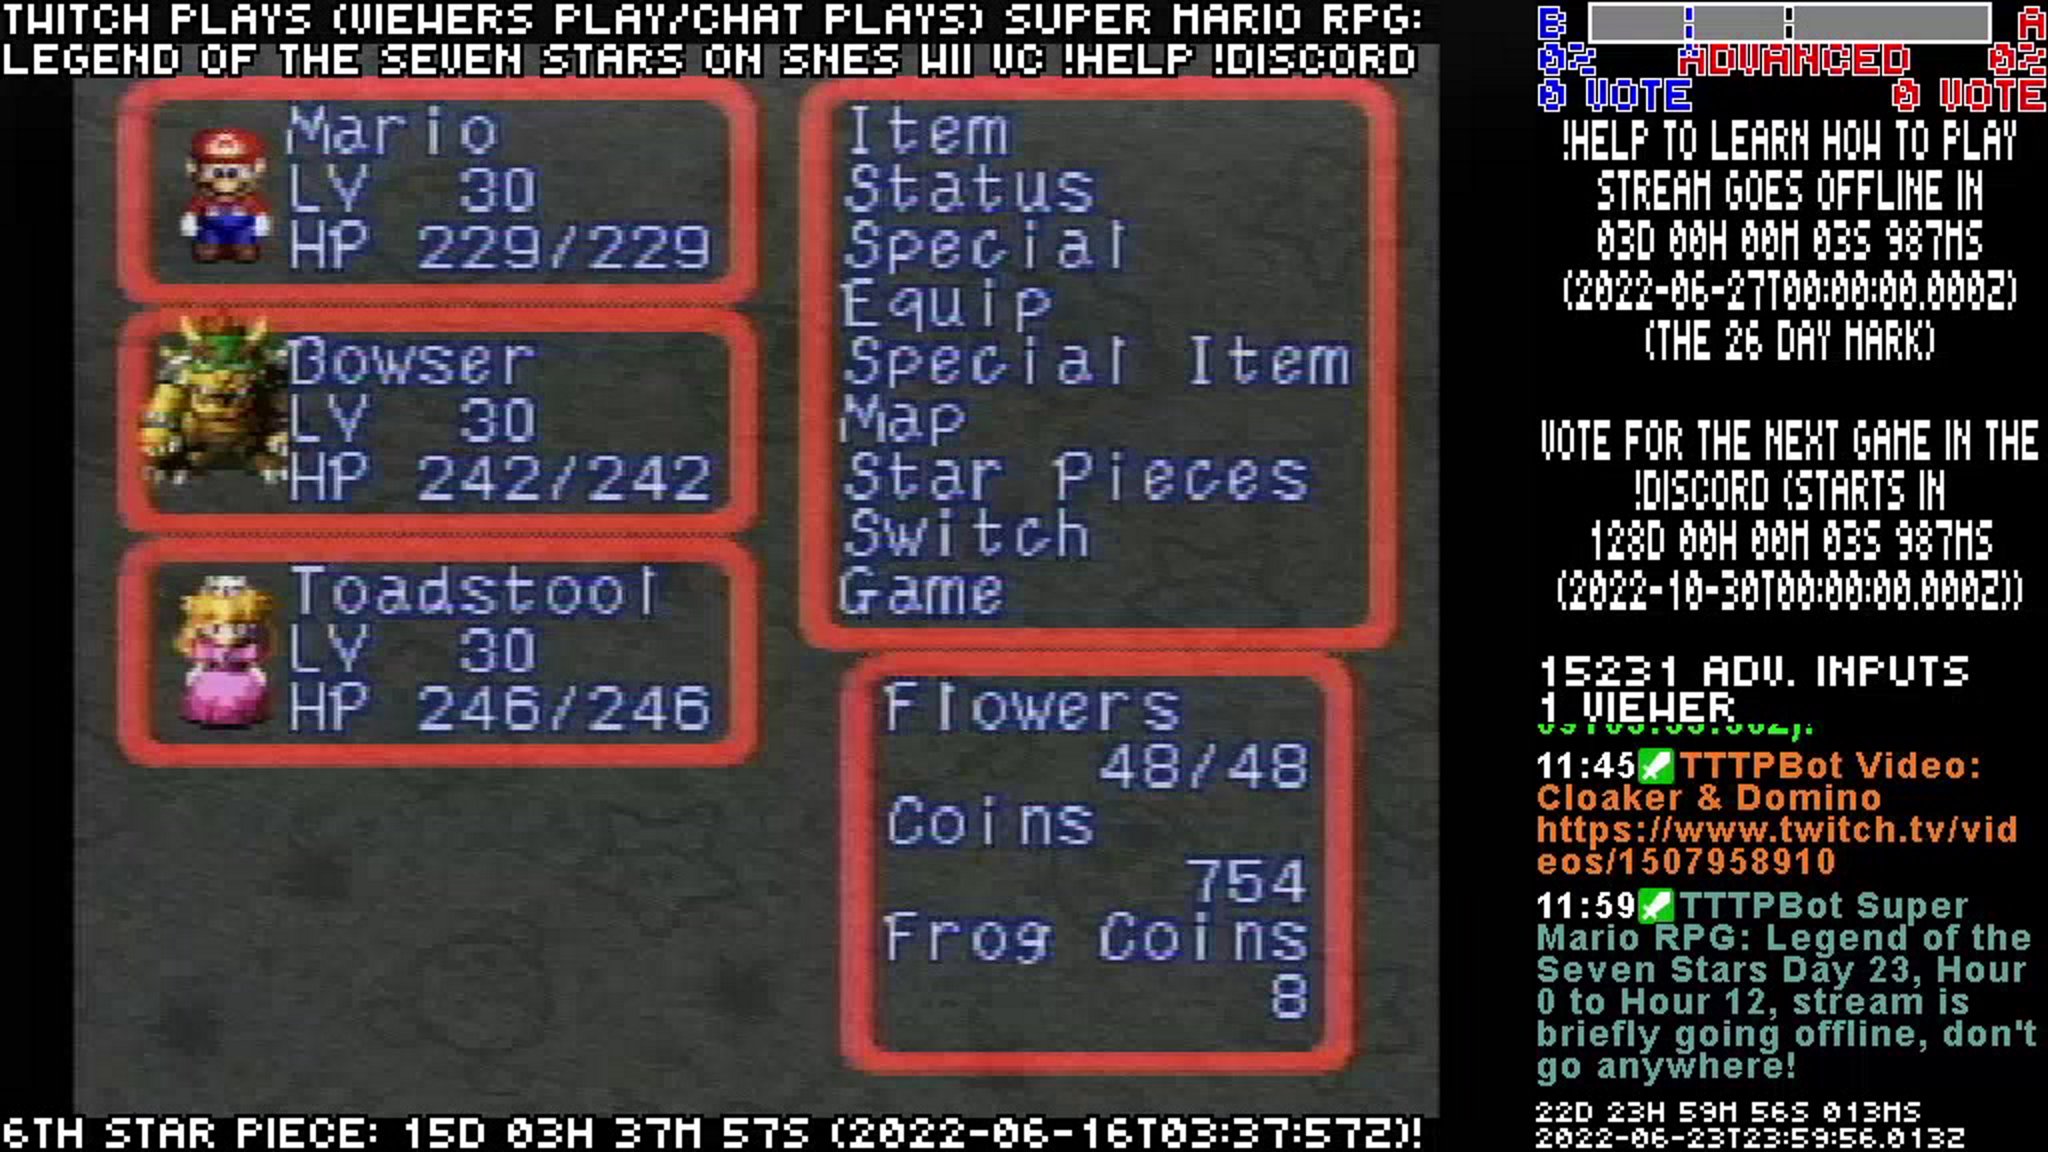 TWITCH PLAYS (VIEWERS PLAY/CHAT PLAYS) SUPER MARIO RPG:
LEGEND OF THE SEVEN STARS ON SNES WII VC !HELP !DISCORD
Mario
LV 30
HP 229/229
Bowser
LV 30
HP 242/242
Toadstool
LV 30
HP 246/246
Item
Status
Special
Equip
Special Item
Map
Star Pieces
Switch
Game
Flowers
48/48
Coins
754
Frog Coins
8
6TH STAR PIECE: 15D 03H 37M 57S (2022-06-16T03:37:57Z)!
B A
0% ADVANCED 0%
0 VOTE 0 VOTE
!HELP TO LEARN HOW TO PLAY
STREAM GOES OFFLINE IN
03D 00H 00M 03S 987MS
(2022-06-27T00:00:00.000Z)
(THE 26 DAY MARK)
VOTE FOR THE NEXT GAME IN THE
!DISCORD (STARTS IN
128D 00H 00M 03S 987MS
(2022-10-30T00:00:00.000Z))
15231 ADV. INPUTS
1 VIEWER
11:45 TTTPBot Video:
Cloaker & Domino
https://www.twitch.tv/vid
eos/1507958910
11:59 TTTPBot Super
Mario RPG: Legend of the
Seven Stars Day 23, Hour
0 to Hour 12, stream is
briefly going offline, don't
go anywhere!
22D 23H 59M 56S 013MS
2022-06-23T23:59:56.013Z